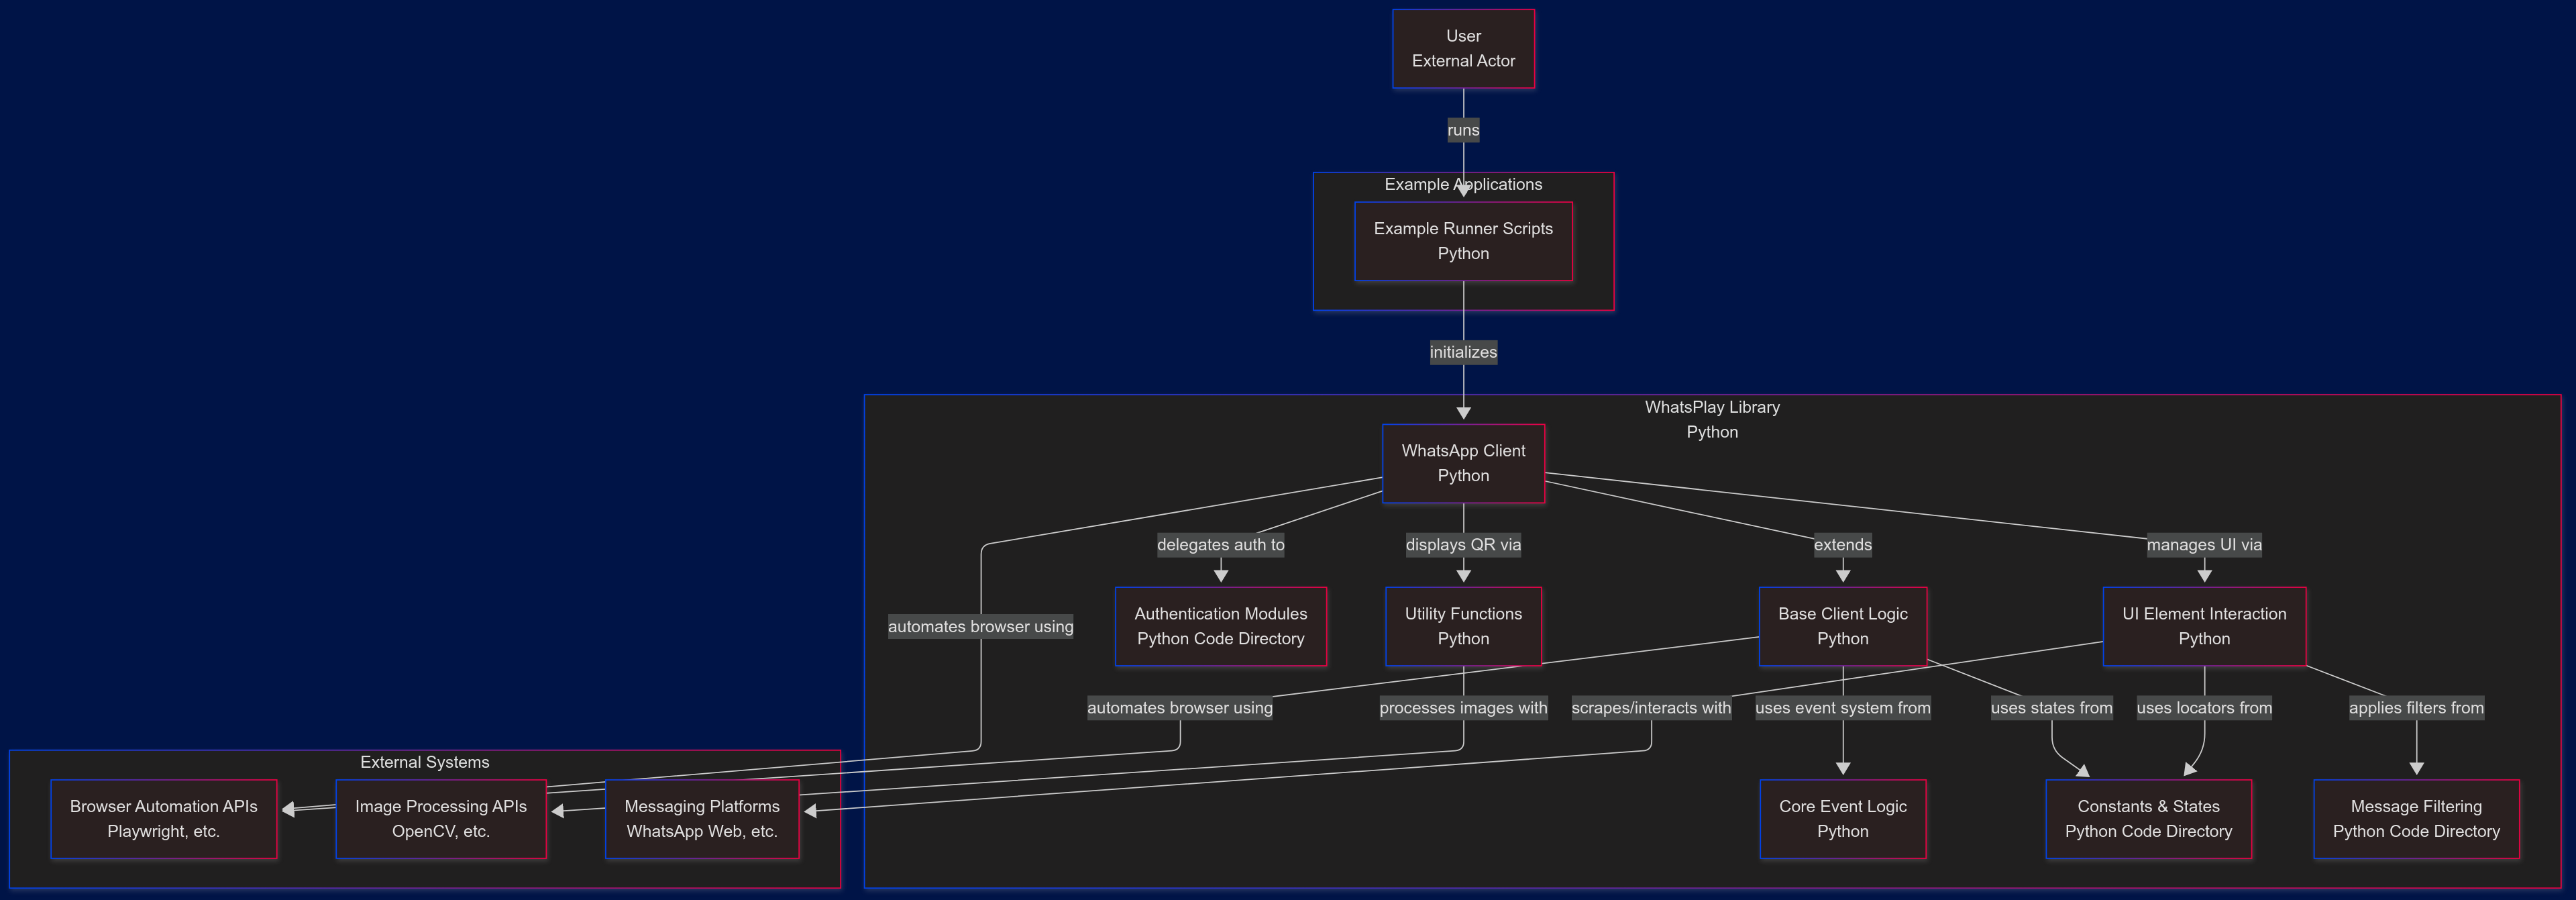 User
External Actor
runs
Example Applications
Example Runner Scripts
Python
initializes
WhatsPlay Library
Python
WhatsApp Client
Python
delegates auth to
displays QR via
extends
manages UI via
automates browser using
Authentication Modules
Python Code Directory
Utility Functions
Python
Base Client Logic
Python
UI Element Interaction
Python
automates browser using
processes images with
scrapes/interacts with
uses event system from
uses states from
uses locators from
applies filters from
External Systems
Browser Automation APIs
Playwright, etc.
Image Processing APIs
OpenCV, etc.
Messaging Platforms
WhatsApp Web, etc.
Core Event Logic
Python
Constants & States
Python Code Directory
Message Filtering
Python Code Directory